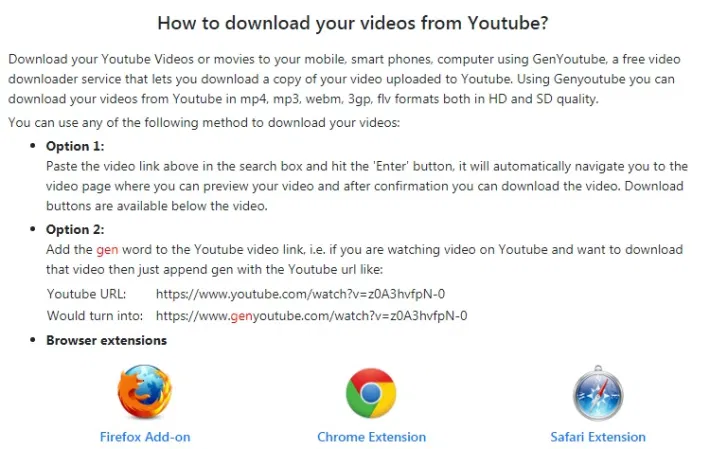 How to download your videos from Youtube?
Download your Youtube Videos or movies to your mobile, smart phones, computer using GenYoutube, a free video
downloader service that lets you download a copy of your video uploaded to Youtube. Using Genyoutube you can
download your videos from Youtube in mp4, mp3, webm, 3gp, flv formats both in HD and SD quality.
You can use any of the following method to download your videos:
Option 1:
Paste the video link above in the search box and hit the 'Enter' button, it will automatically navigate you to the
video page where you can preview your video and after confirmation you can download the video. Download
buttons are available below the video.
Option 2:
Add the gen word to the Youtube video link, i.e. if you are watching video on Youtube and want to download
that video then just append gen with the Youtube url like:
Youtube URL: https://www.youtube.com/watch?v=z0A3hvfpN-0
Would turn into: https://www.genyoutube.com/watch?v=z0A3hvfpN-0
Browser extensions
Firefox Add-on Chrome Extension Safari Extension